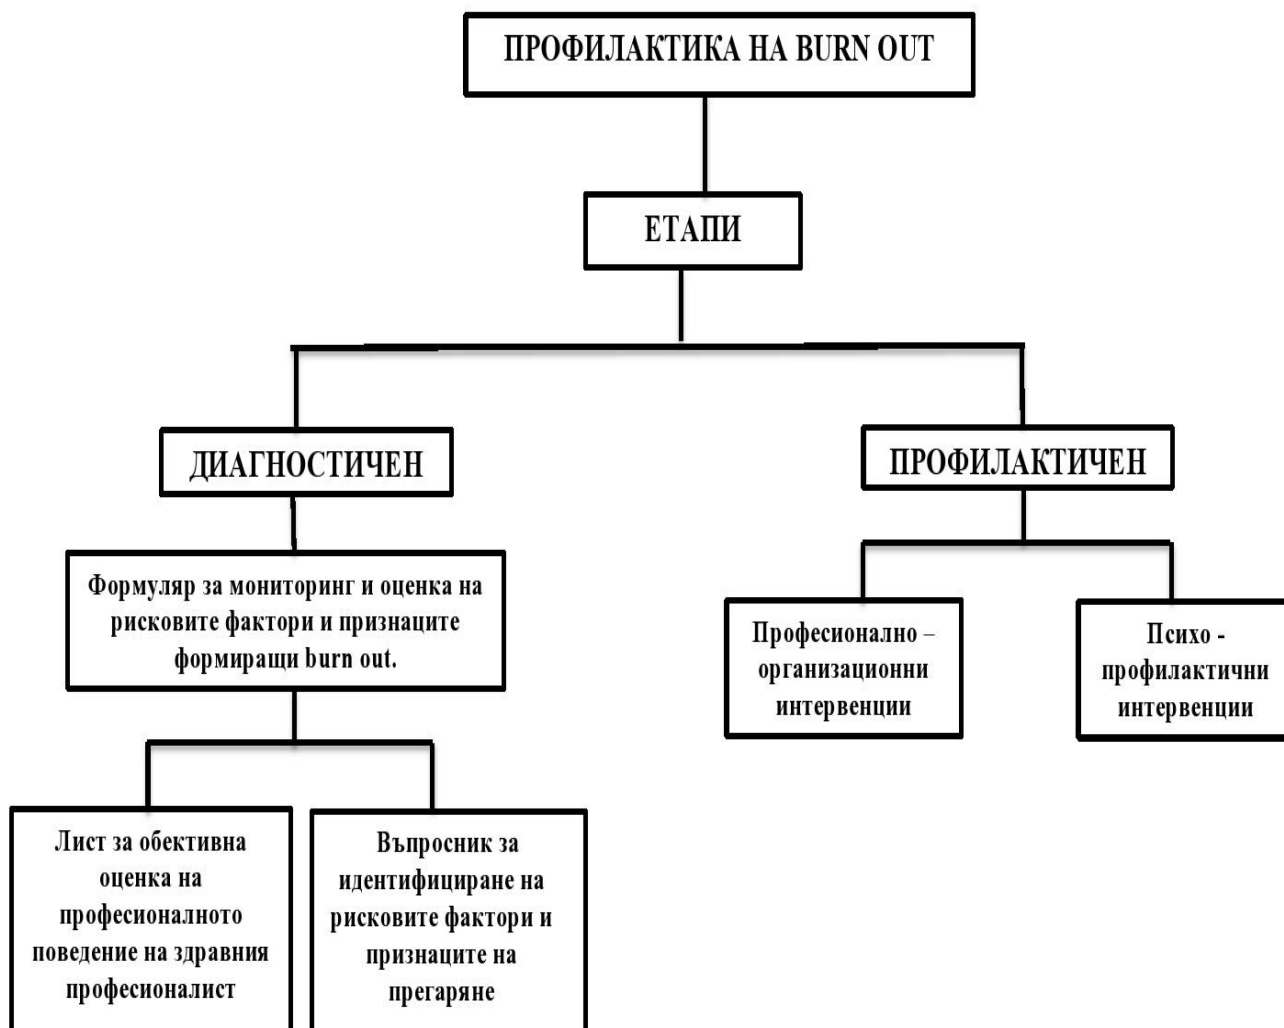 ПРОФИЛАКТИКА НА BURN OUT
ЕТАПИ
ДИАГНОСТИЧЕН
ПРОФИЛАКТИЧЕН
Формуляр за мониторинг и оценка на
рисковите фактори и признаците
формиращи burn out.
Професионално –
организационни
интервенции
Психо -
профилактични
интервенции
Лист за обективна
оценка на
професионалното
поведение на здравния
професионалист
Въпросник за
идентифициране на
рисковите фактори и
признаците на
прегаряне